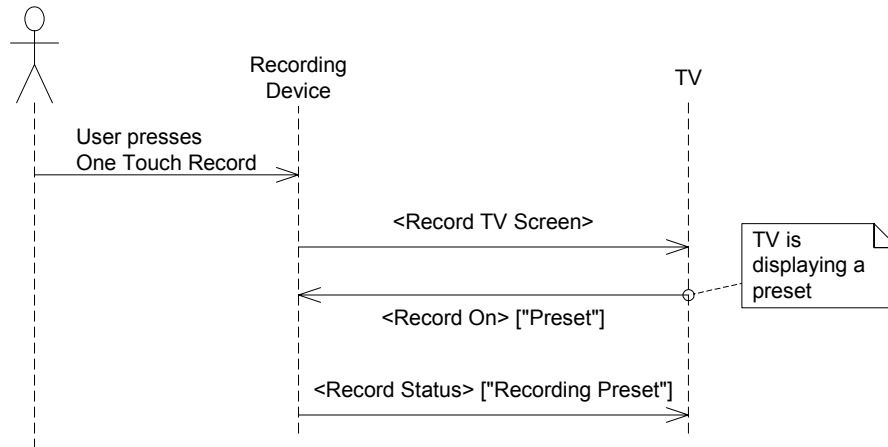 Recording
Device
TV
User presses
One Touch Record
<Record TV Screen>
TV is
displaying a
preset
<Record On> ["Preset"]
<Record Status> ["Recording Preset"]